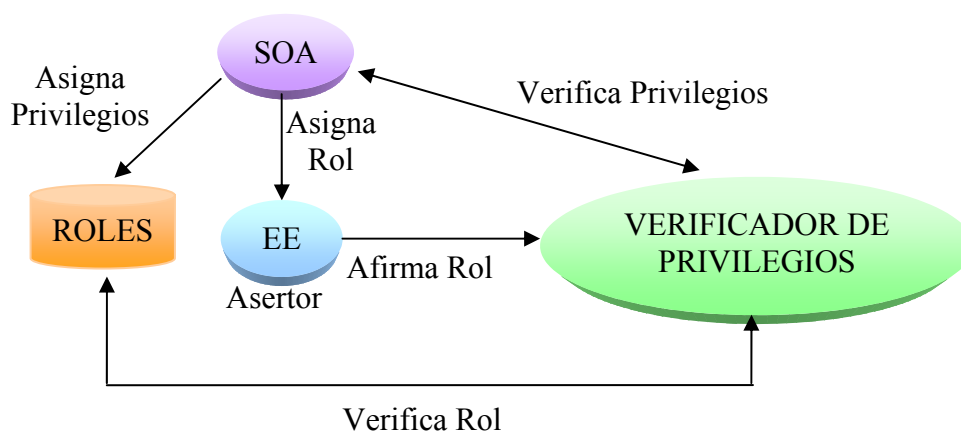 SOA
Asigna
Privilegios
Verifica Privilegios
Asigna
Rol
ROLES
EE
VERIFICADOR DE
PRIVILEGIOS
Afirma Rol
Asertor
Verifica Rol